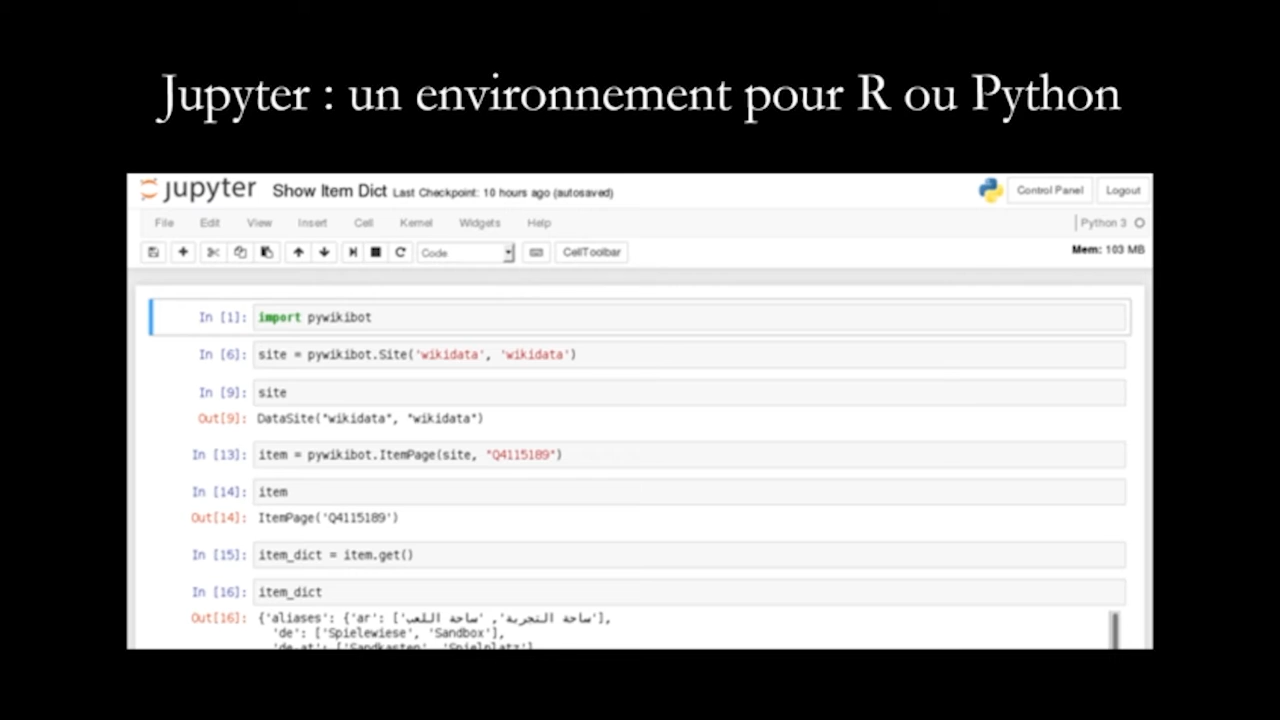 Jupyter : un environnement pour R ou Python
jupyter Show Item Dict Last Checkpoint: 10 hours ago (autosaved) Control Panel Logout
File Edit View Insert Cell Kernel Widgets Help Python 3
Code CellToolbar Mem: 103 MB
In [1]: import pywikibot
In [6]: site = pywikibot.Site('wikidata', 'wikidata')
In [9]: site
Out[9]: DataSite("wikidata", "wikidata")
In [13]: item = pywikibot.ItemPage(site, "Q4115189")
In [14]: item
Out[14]: ItemPage('Q4115189')
In [15]: item_dict = item.get()
In [16]: item_dict
Out[16]: {'aliases': {'ar': ['ساحة التجربة', 'ساحة اللعب'],
'de': ['Spielewiese', 'Sandbox'],
'de-at': ['Sandkasten', 'Spielplatz']